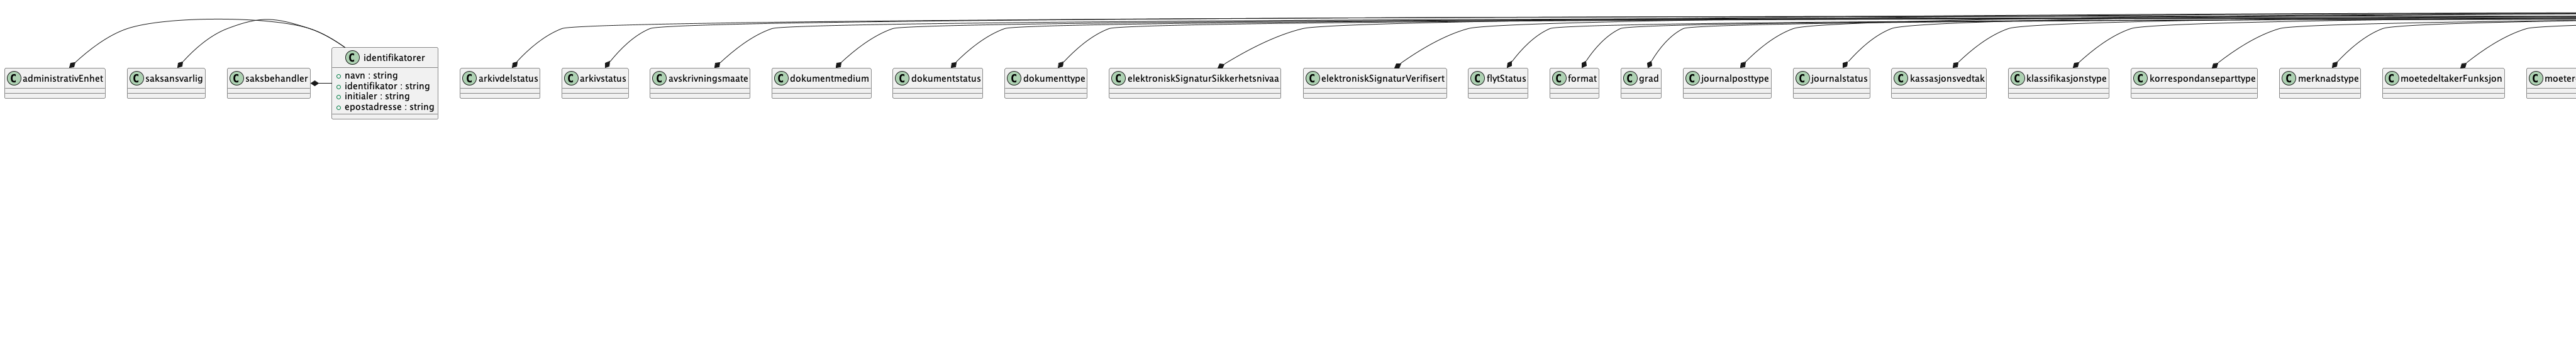 C administrativEnhet
C saksansvarlig
C saksbehandler
C identifikatorer
navn : string
identifikator : string
initialer : string
epostadresse : string
C arkivdelstatus
C arkivstatus
C avskrivningsmaate
C dokumentmedium
C dokumentstatus
C dokumenttype
C elektroniskSignaturSikkerhetsnivaa
C elektroniskSignaturVerifisert
C flytStatus
C format
C grad
C journalposttype
C journalstatus
C kassasjonsvedtak
C klassifikasjonstype
C korrespondanseparttype
C merknadstype
C moetedeltakerFunksjon
C moeter